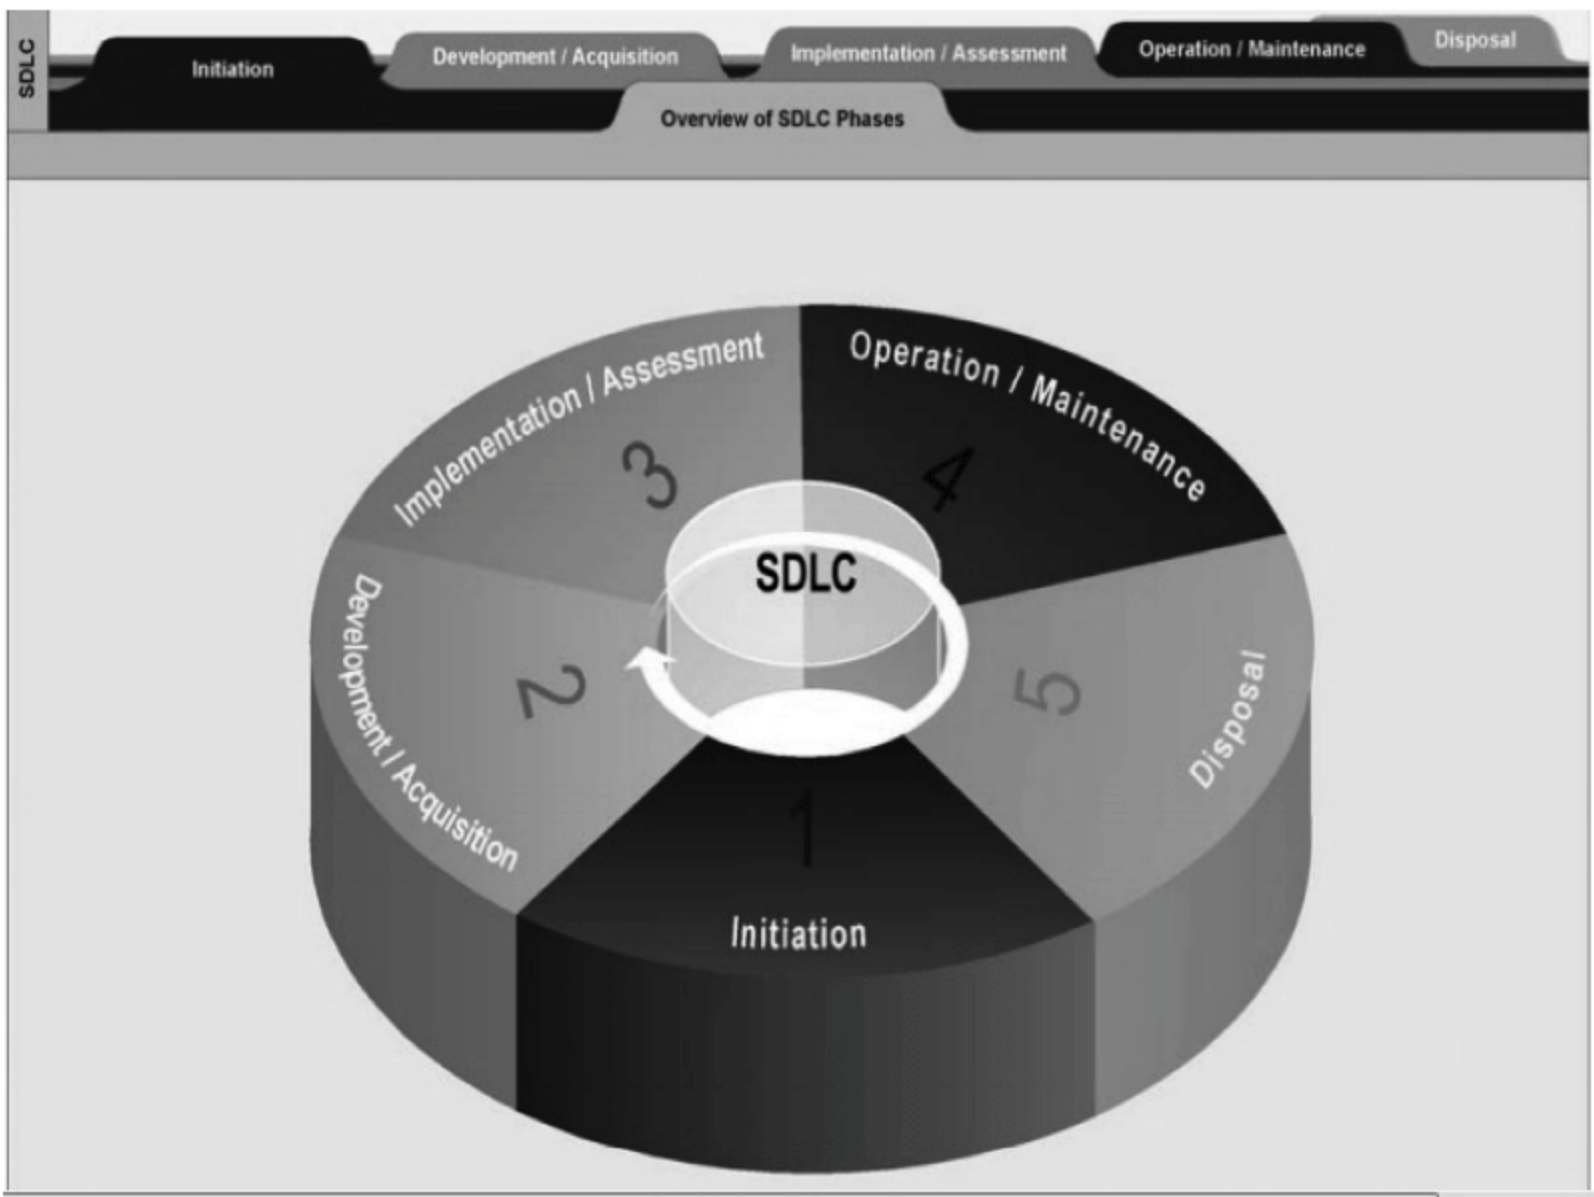 SDLC
Initiation
Development / Acquisition
Implementation / Assessment
Operation / Maintenance
Disposal
Overview of SDLC Phases
Implementation / Assessment
Operation / Maintenance
3
4
SDLC
Development / Acquisition
2
5
Disposal
1
Initiation